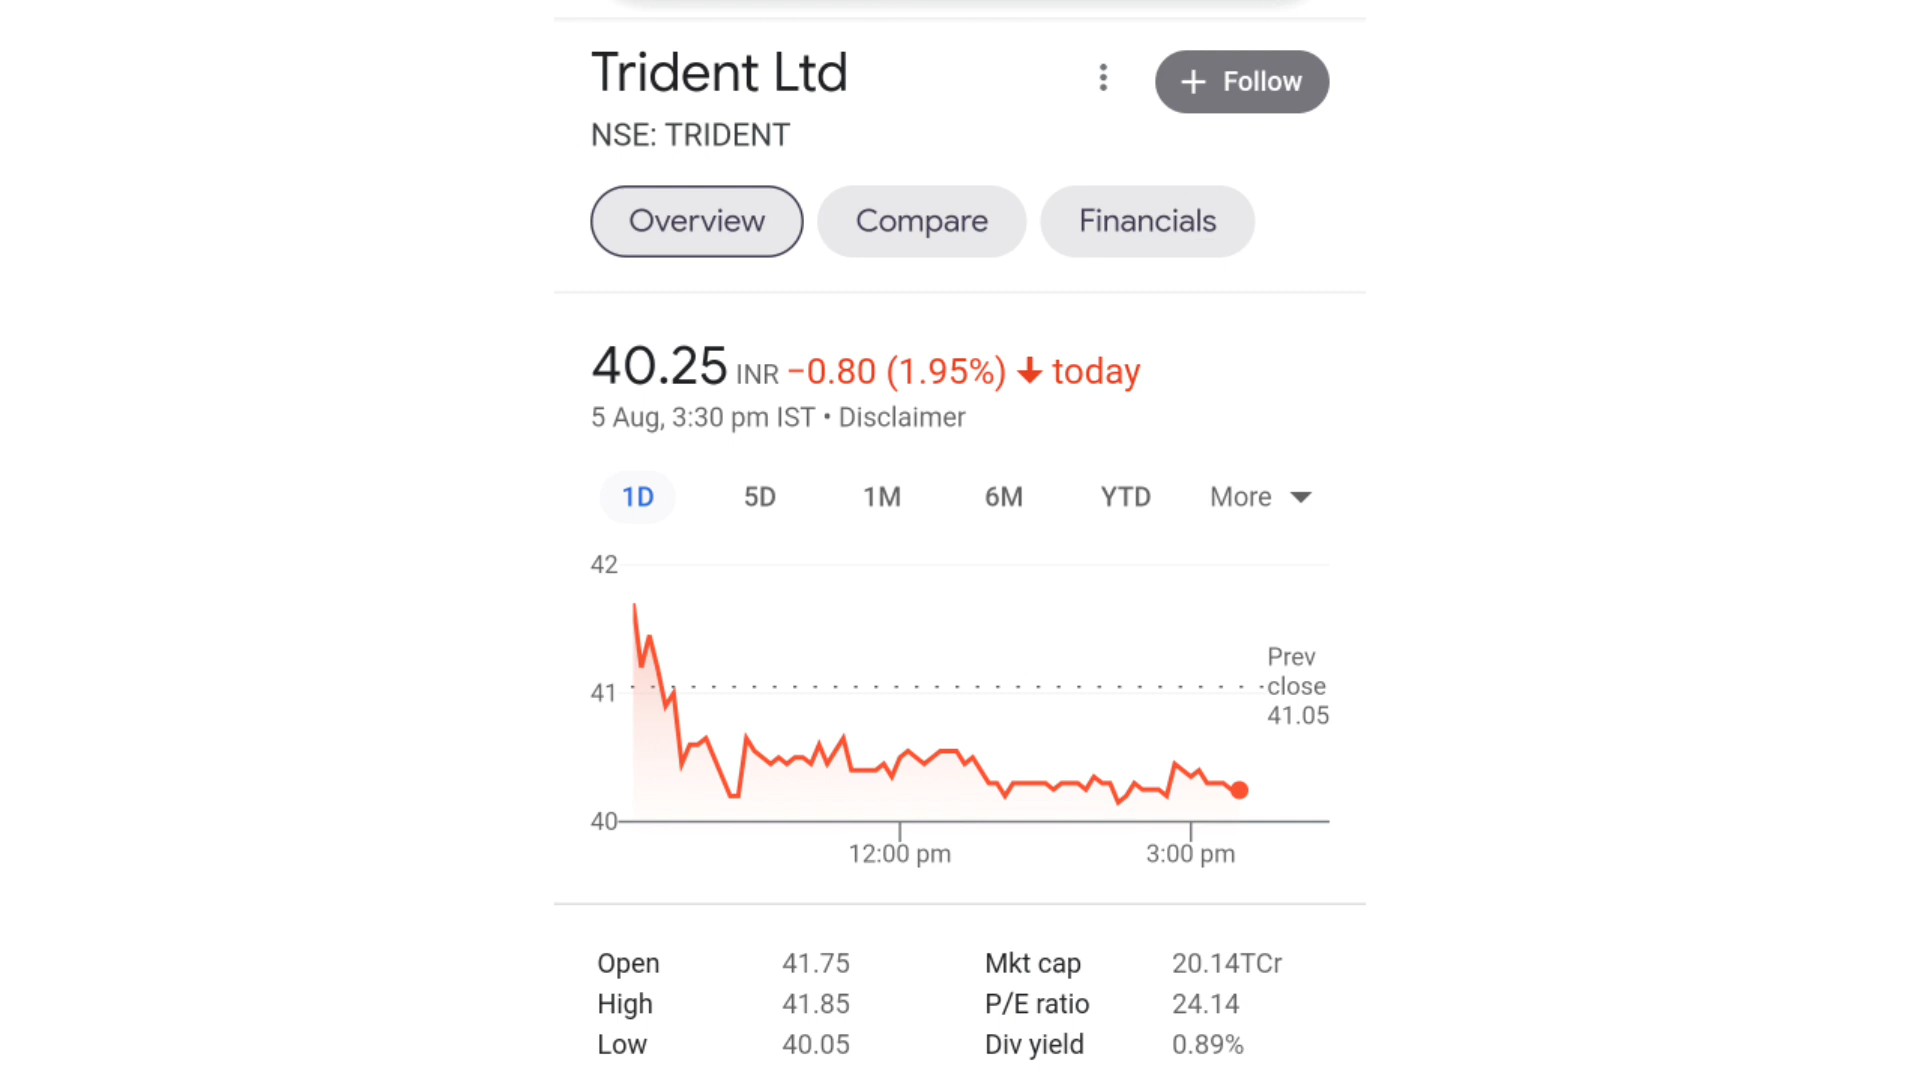 Trident Ltd
+ Follow
NSE: TRIDENT
Overview Compare Financials
40.25 INR −0.80 (1.95%) ↓ today
5 Aug, 3:30 pm IST • Disclaimer
1D 5D 1M 6M YTD More
42
41
40
Prev
close
41.05
12:00 pm 3:00 pm
Open 41.75 Mkt cap 20.14TCr
High 41.85 P/E ratio 24.14
Low 40.05 Div yield 0.89%